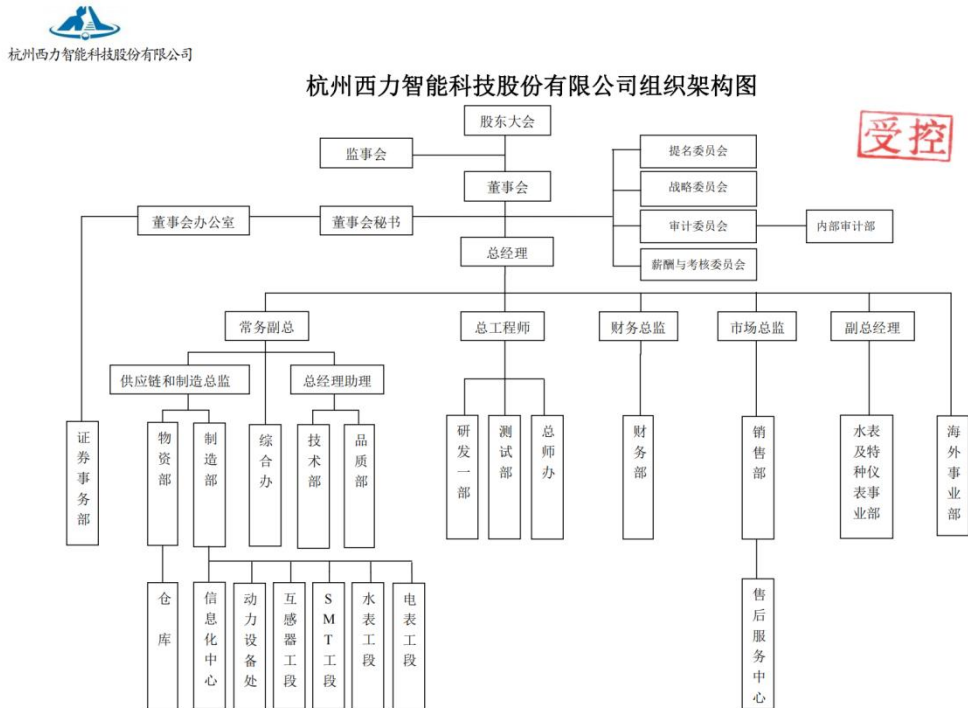 杭州西力智能科技股份有限公司
杭州西力智能科技股份有限公司组织架构图
受控
股东大会
监事会
提名委员会
董事会
战略委员会
董事会办公室
董事会秘书
审计委员会
内部审计部
总经理
薪酬与考核委员会
常务副总
总工程师
财务总监
市场总监
副总经理
供应链和制造总监
总经理助理
证券事务部
物资部
制造部
综合办
技术部
品质部
研发一部
测试部
总师办
财务部
销售部
水表及特种仪表事业部
海外事业部
仓库
信息化中心
动力设备处
互感器工段
SMT工段
水表工段
电表工段
售后服务中心